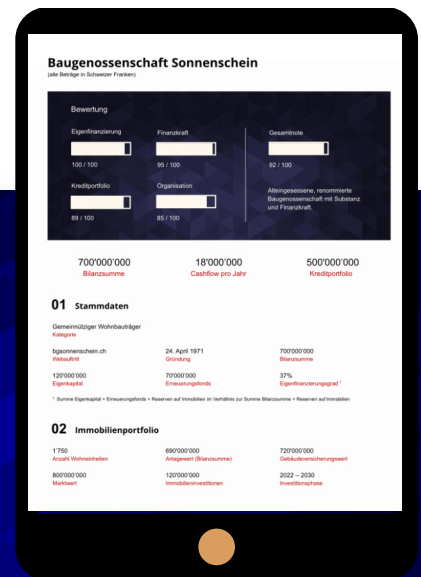 Baugenossenschaft Sonnenschein
(alle Beträge in Schweizer Franken)
Bewertung
Eigenfinanzierung
Finanzkraft
Gesamtnote
100 / 100
95 / 100
92 / 100
Kreditportfolio
Organisation
Alteingesessene, renommierte
Baugenossenschaft mit Substanz
und Finanzkraft.
89 / 100
85 / 100
700'000'000
18'000'000
500'000'000
Bilanzsumme
Cashflow pro Jahr
Kreditportfolio
01 Stammdaten
Gemeinnütziger Wohnbauträger
Kategorie
bgsonnenschein.ch
24. April 1971
700'000'000
Webauftritt
Gründung
Bilanzsumme
120'000'000
70'000'000
37%
Eigenkapital
Erneuerungsfonds
Eigenfinanzierungsgrad ¹
¹ Summe Eigenkapital + Erneuerungsfonds + Reserven auf Immobilien im Verhältnis zur Summe Bilanzsumme + Reserven auf Immobilien
02 Immobilienportfolio
1'750
690'000'000
720'000'000
Anzahl Wohneinheiten
Anlagewert (Bilanzsumme)
Gebäudeversicherungswert
800'000'000
120'000'000
2022 – 2030
Marktwert
Immobilieninvestitionen
Investitionsphase